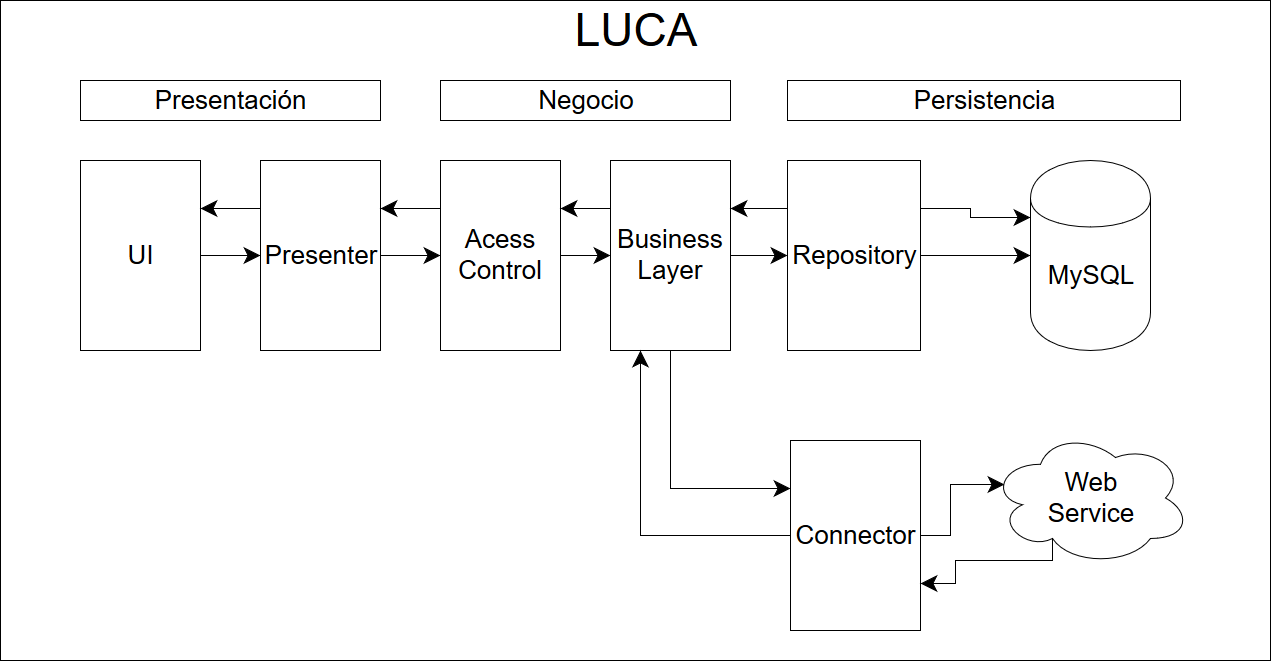 LUCA
Presentación
Negocio
Persistencia
UI
Presenter
Acess
Control
Business
Layer
Repository
MySQL
Connector
Web
Service